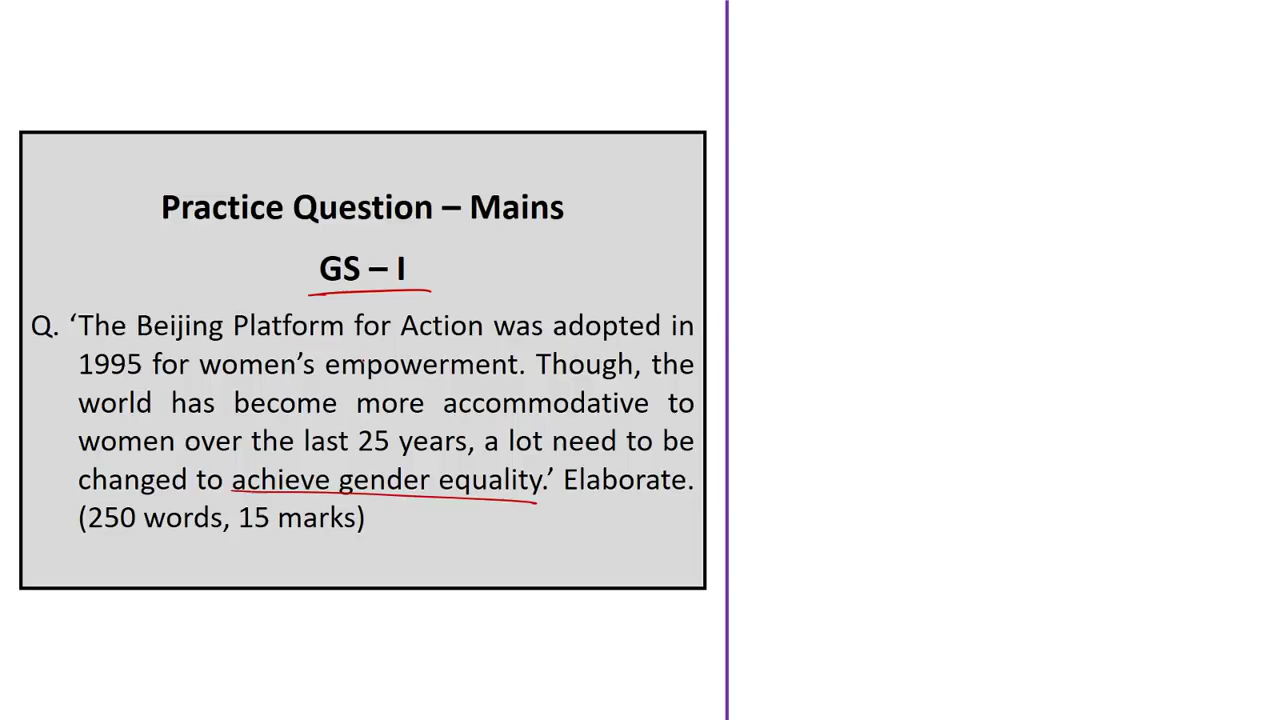 Practice Question – Mains
GS – I
Q. ‘The Beijing Platform for Action was adopted in
1995 for women’s empowerment. Though, the
world has become more accommodative to
women over the last 25 years, a lot need to be
changed to achieve gender equality.’ Elaborate.
(250 words, 15 marks)